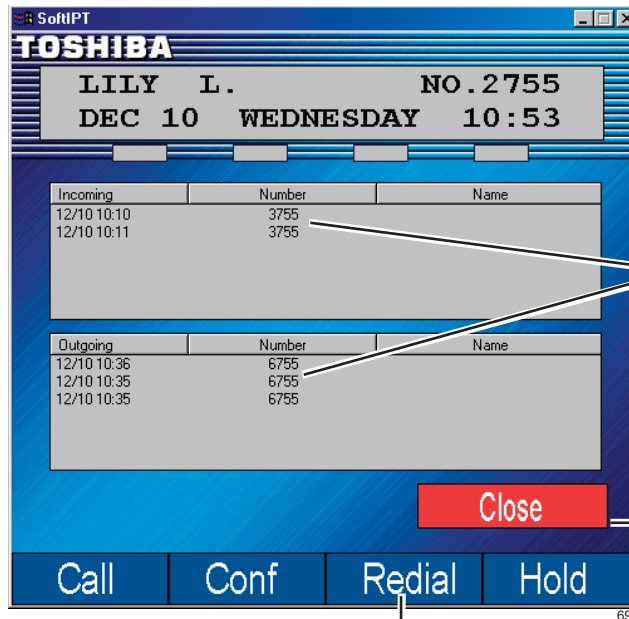 SoftIPT
TOSHIBA
LILY L. NO.2755
DEC 10 WEDNESDAY 10:53
Incoming Number Name
12/10 10:10 3755
12/10 10:11 3755
Outgoing Number Name
12/10 10:36 6755
12/10 10:35 6755
12/10 10:35 6755
Close
Call Conf Redial Hold
69